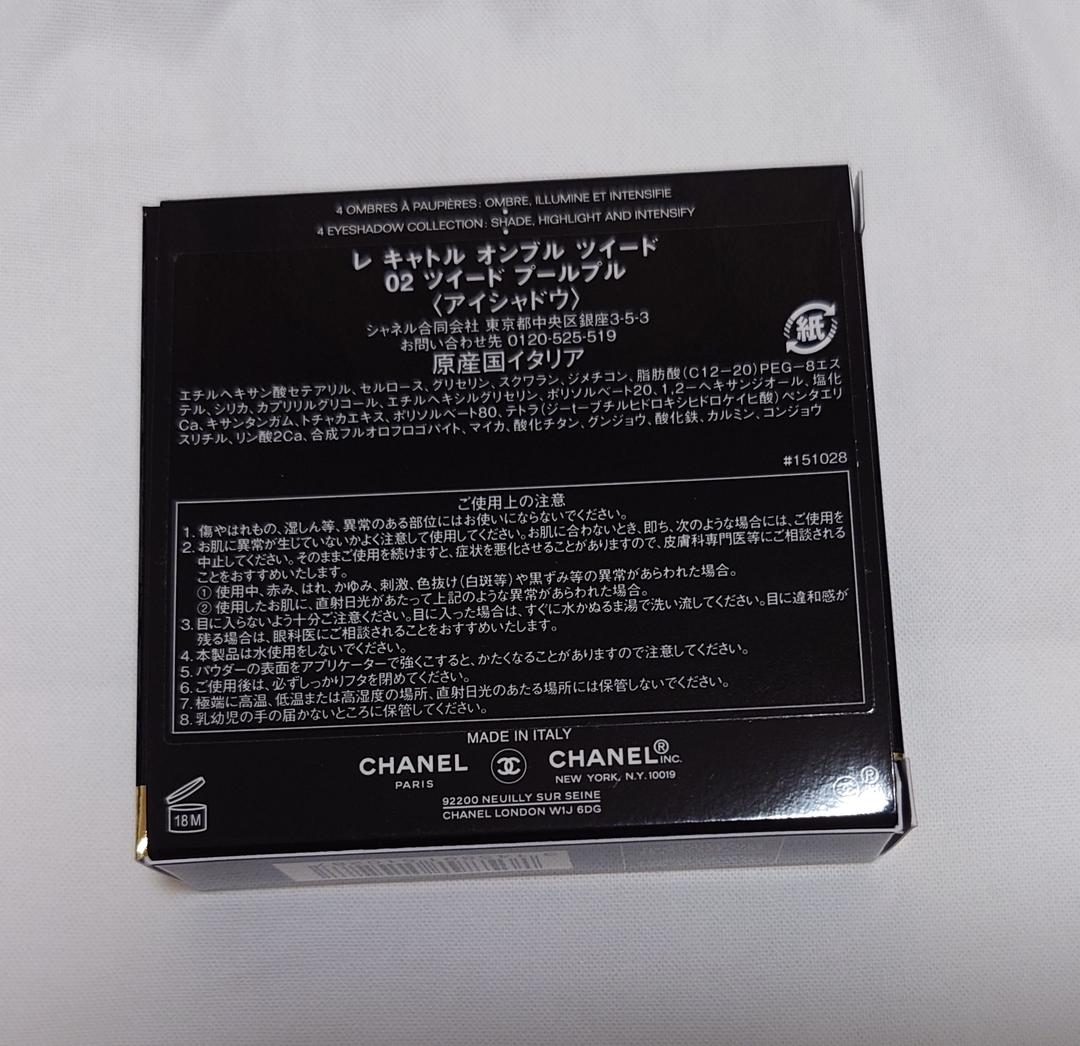 4 OMBRES À PAUPIÈRES : OMBRE, ILLUMINE ET INTENSIFIE
4 EYESHADOW COLLECTION : SHADE, HIGHLIGHT AND INTENSIFY
レ キャトル オンブル ツイード
02 ツイード プールプル
〈アイシャドウ〉
シャネル合同会社 東京都中央区銀座3-5-3
お問い合わせ先 0120-525-519
原産国イタリア
紙
エチルヘキサン酸セテアリル、セルロース、グリセリン、スクワラン、ジメチコン、脂肪酸(C12-20)PEG-8エス
テル、シリカ、カプリリルグリコール、エチルヘキシルグリセリン、ポリソルベート20、1,2-ヘキサンジオール、塩化
Ca、キサンタンガム、トチャカエキス、ポリソルベート80、テトラ(ジ-t-ブチルヒドロキシヒドロケイヒ酸)ペンタエリ
スリチル、リン酸2Ca、合成フルオロフロゴパイト、マイカ、酸化チタン、グンジョウ、酸化鉄、カルミン、コンジョウ
#151028
ご使用上の注意
1. 傷やはれもの、湿しん等、異常のある部位にはお使いにならないでください。
2. お肌に異常が生じていないかよく注意して使用してください。お肌に合わないとき、即ち、次のような場合には、ご使用を
中止してください。そのままご使用を続けますと、症状を悪化させることがありますので、皮膚科専門医等にご相談される
ことをおすすめいたします。
① 使用中、赤み、はれ、かゆみ、刺激、色抜け(白斑等)や黒ずみ等の異常があらわれた場合。
② 使用したお肌に、直射日光があたって上記のような異常があらわれた場合。
3. 目に入らないよう十分ご注意ください。目に入った場合は、すぐに水かぬるま湯で洗い流してください。目に違和感が
残る場合は、眼科医にご相談されることをおすすめいたします。
4. 本製品は水使用をしないでください。
5. パウダーの表面をアプリケーターで強くこすると、かたくなることがありますので注意してください。
6. ご使用後は、必ずしっかりフタを閉めてください。
7. 極端に高温、低温または高湿度の場所、直射日光のあたる場所には保管しないでください。
8. 乳幼児の手の届かないところに保管してください。
MADE IN ITALY
CHANEL CHANEL® INC.
PARIS NEW YORK, N.Y. 10019
92200 NEUILLY SUR SEINE
CHANEL LONDON W1J 6DG
18 M
®